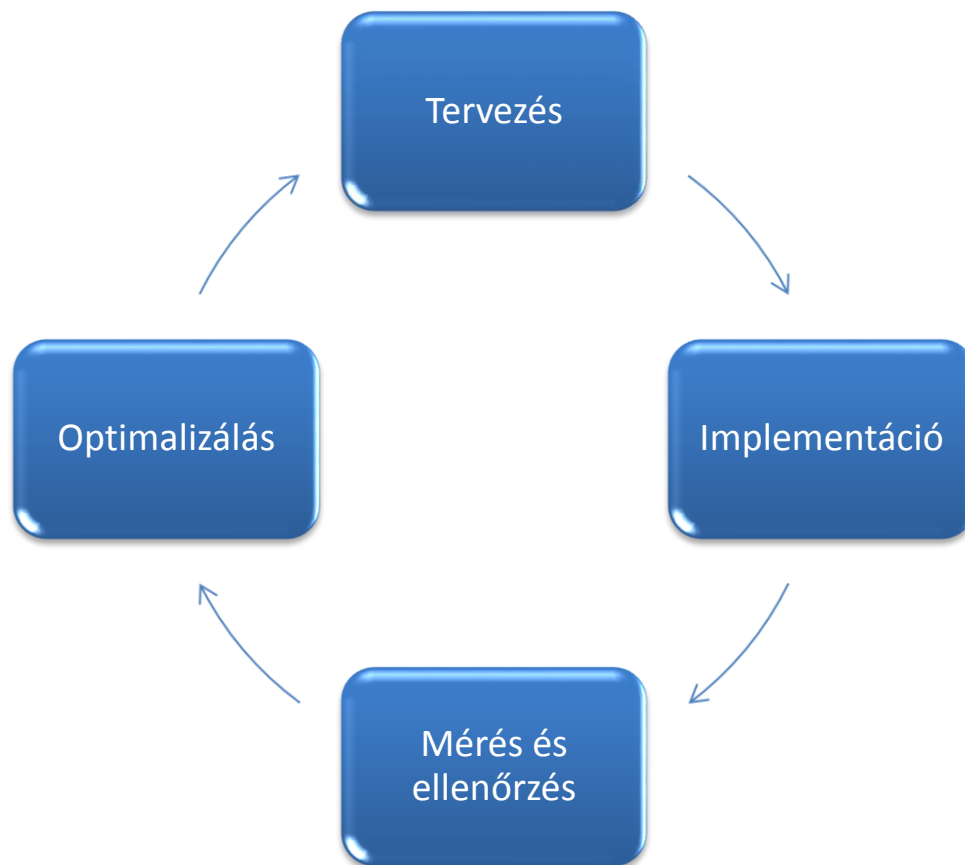 Tervezés
Optimalizálás
Implementáció
Mérés és
ellenőrzés